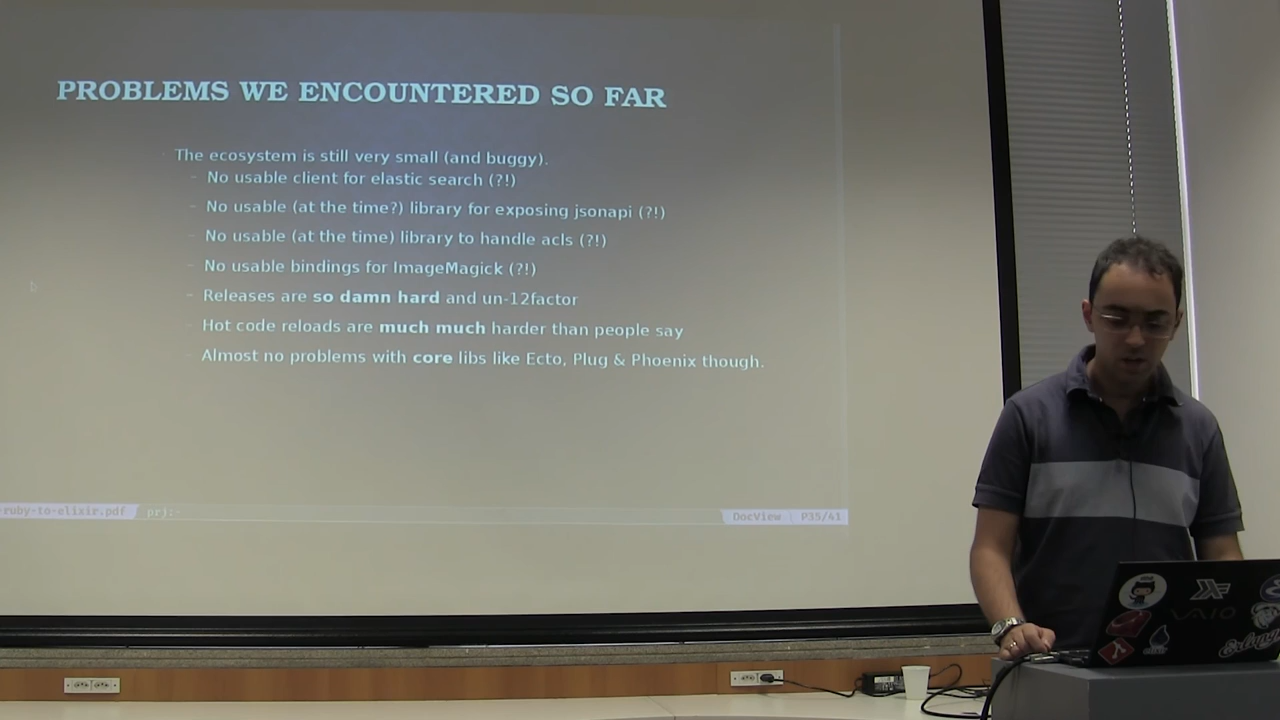 PROBLEMS WE ENCOUNTERED SO FAR
The ecosystem is still very small (and buggy).
– No usable client for elastic search (?!)
– No usable (at the time?) library for exposing jsonapi (?!)
– No usable (at the time) library to handle acls (?!)
– No usable bindings for ImageMagick (?!)
– Releases are so damn hard and un-12factor
– Hot code reloads are much much harder than people say
– Almost no problems with core libs like Ecto, Plug & Phoenix though.
-ruby-to-elixir.pdf prj:- DocView P35/41
VAIO
Erlang
git